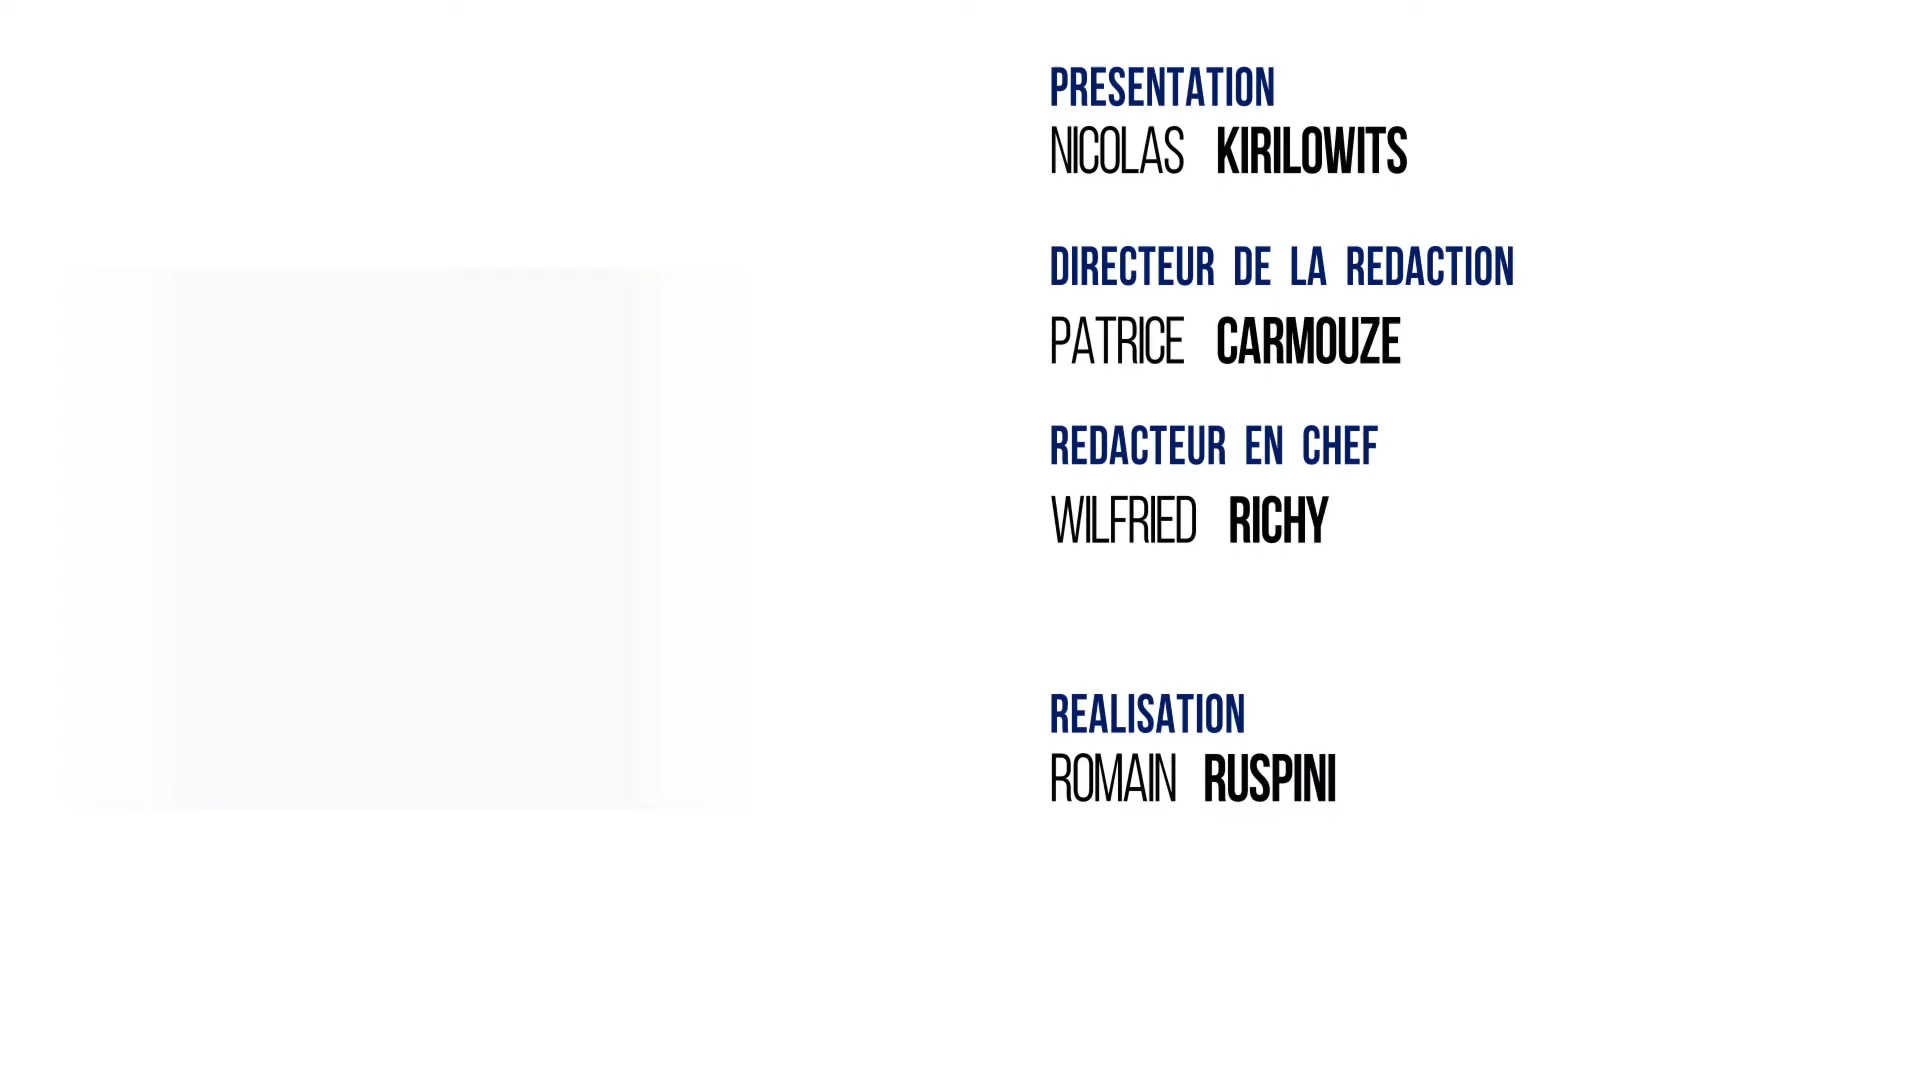 PRESENTATION
NICOLAS KIRILOWITS
DIRECTEUR DE LA REDACTION
PATRICE CARMOUZE
REDACTEUR EN CHEF
WILFRIED RICHY
REALISATION
ROMAIN RUSPINI